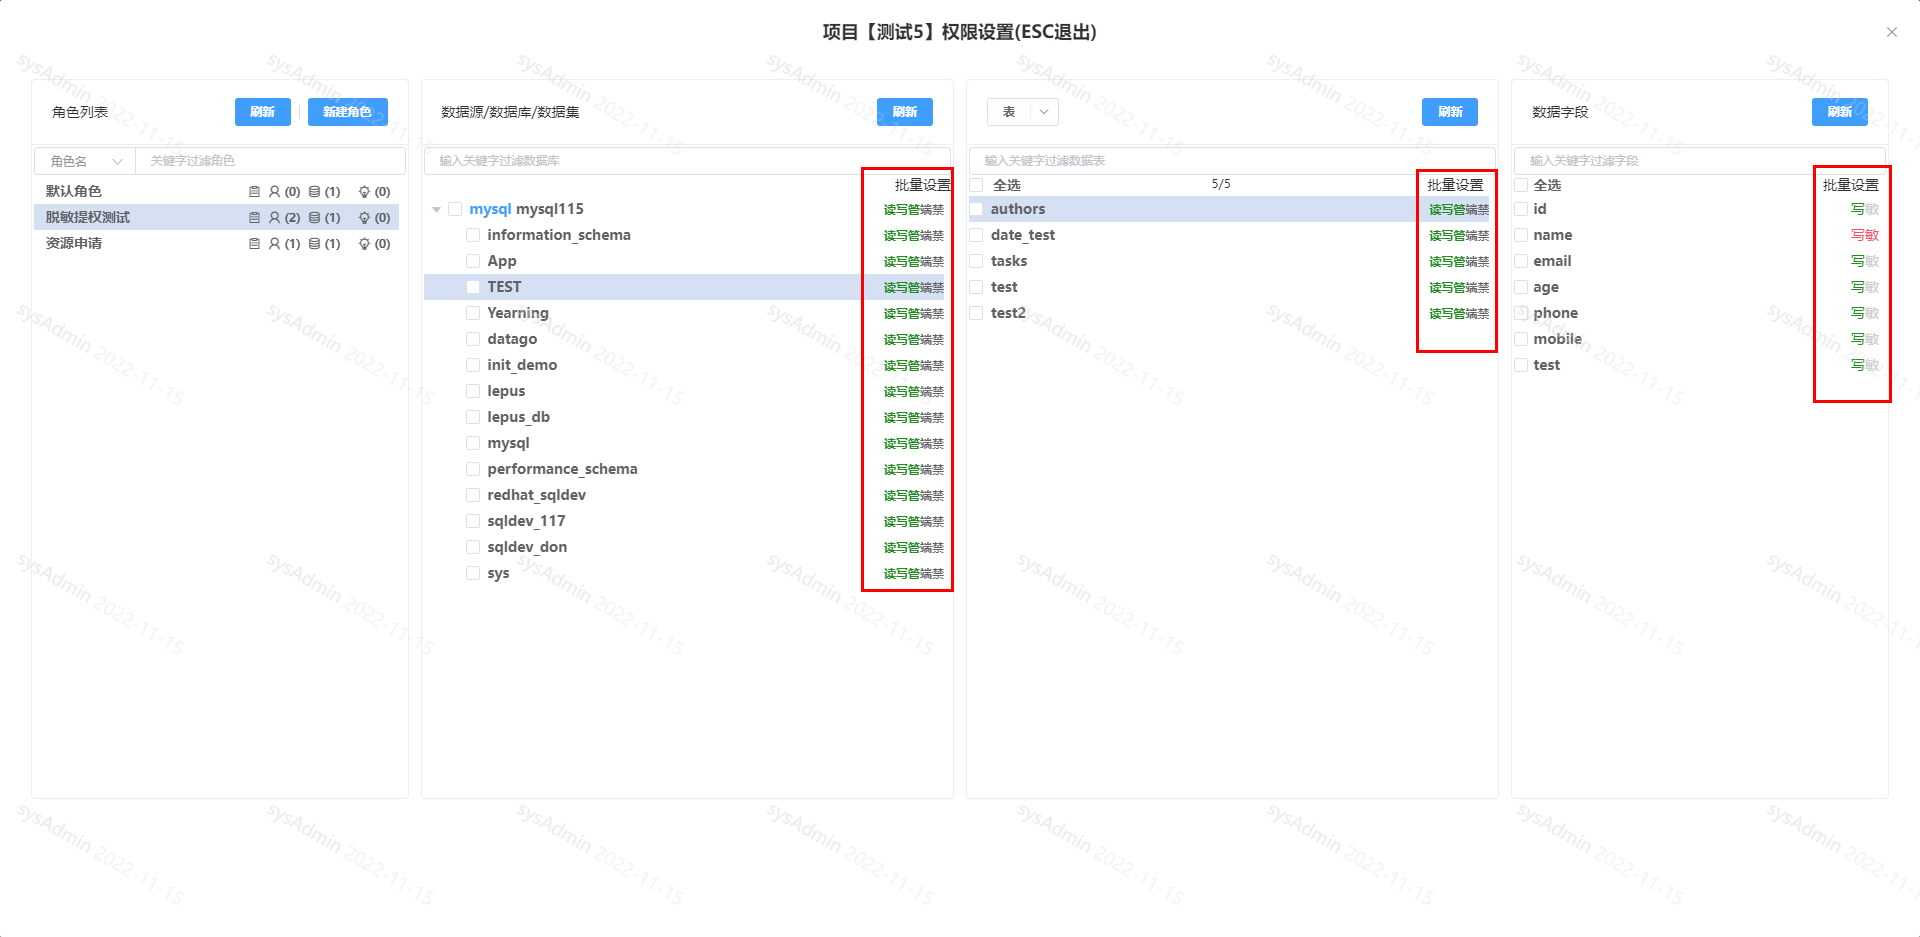 项目【测试5】权限设置(ESC退出)
角色列表 刷新 新建角色
角色名 关键字过滤角色
默认角色 (0) (1) (0)
脱敏提权测试 (2) (1) (0)
资源申请 (1) (1) (0)
数据源/数据库/数据集 刷新
输入关键字过滤数据库
批量设置
mysql mysql115 读写管端禁
information_schema 读写管端禁
App 读写管端禁
TEST 读写管端禁
Yearning 读写管端禁
datago 读写管端禁
init_demo 读写管端禁
lepus 读写管端禁
lepus_db 读写管端禁
mysql 读写管端禁
performance_schema 读写管端禁
redhat_sqldev 读写管端禁
sqldev_117 读写管端禁
sqldev_don 读写管端禁
sys 读写管端禁
表 刷新
输入关键字过滤数据表
全选 5/5 批量设置
authors 读写管端禁
date_test 读写管端禁
tasks 读写管端禁
test 读写管端禁
test2 读写管端禁
数据字段 刷新
输入关键字过滤字段
全选 批量设置
id 写敏
name 写敏
email 写敏
age 写敏
phone 写敏
mobile 写敏
test 写敏
sysAdmin 2022-11-15